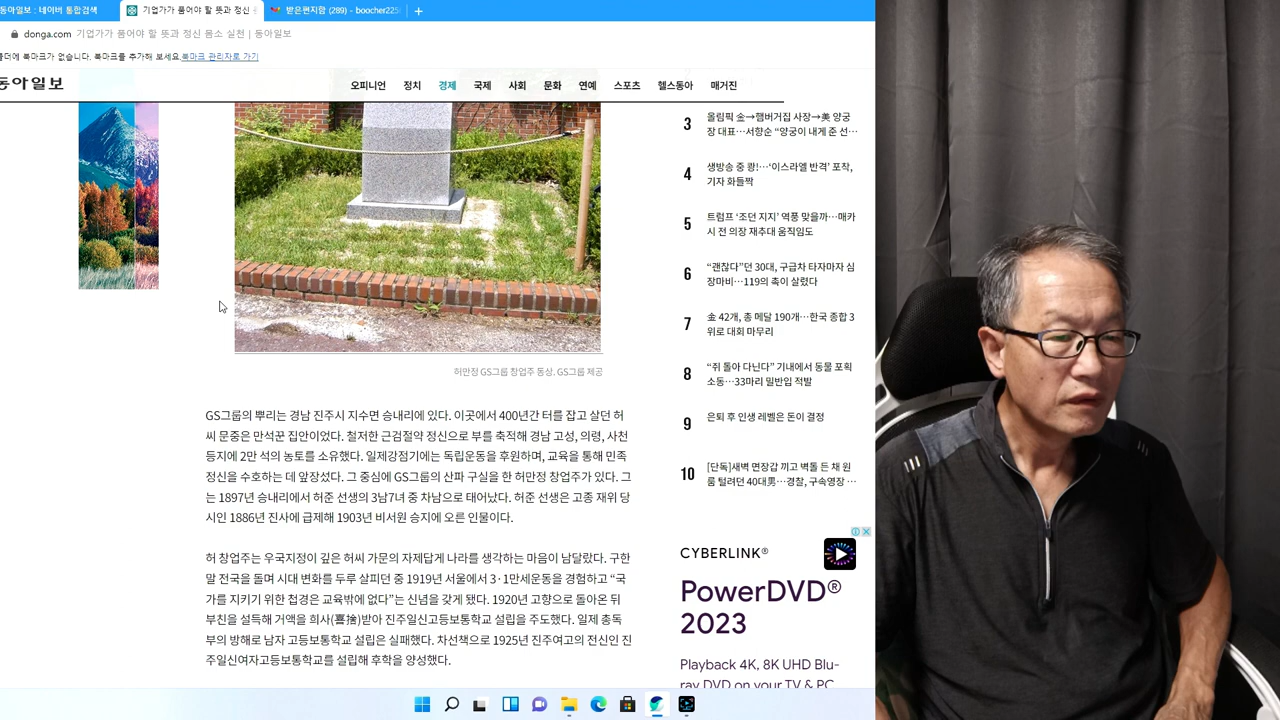 동아일보 : 네이버 통합검색
기업가가 품어야 할 뜻과 정신
받은편지함 (289) - boocher225
donga.com 기업가가 품어야 할 뜻과 정신 몸소 실천 | 동아일보
더에 북마크가 없습니다. 북마크를 추가해 보세요.북마크 관리자로 가기
동아일보
오피니언 정치 경제 국제 사회 문화 연예 스포츠 헬스동아 매거진
3 올림픽 金→햄버거집 사장→美 양궁
장 대표…서향순 “양궁이 내게 준 선…
4 생방송 중 쾅!…‘이스라엘 반격’ 포착,
기자 화들짝
5 트럼프 ‘조던 지지’ 역풍 맞을까…매카
시 전 의장 재추대 움직임도
6 “괜찮다”던 30대, 구급차 타자마자 심
장마비…119의 촉이 살렸다
7 金 42개, 총 메달 190개…한국 종합 3
위로 대회 마무리
8 “쥐 돌아 다닌다” 기내에서 동물 포획
소동…33마리 밀반입 적발
9 은퇴 후 인생 레벨은 돈이 결정
10 [단독]새벽 면장갑 끼고 벽돌 든 채 원
룸 털려던 40대男…경찰, 구속영장 …
허만정 GS그룹 창업주 동상. GS그룹 제공
GS그룹의 뿌리는 경남 진주시 지수면 승내리에 있다. 이곳에서 400년간 터를 잡고 살던 허
씨 문중은 만석꾼 집안이었다. 철저한 근검절약 정신으로 부를 축적해 경남 고성, 의령, 사천
등지에 2만 석의 농토를 소유했다. 일제강점기에는 독립운동을 후원하며, 교육을 통해 민족
정신을 수호하는 데 앞장섰다. 그 중심에 GS그룹의 산파 구실을 한 허만정 창업주가 있다. 그
는 1897년 승내리에서 허준 선생의 3남7녀 중 차남으로 태어났다. 허준 선생은 고종 재위 당
시인 1886년 진사에 급제해 1903년 비서원 승지에 오른 인물이다.
허 창업주는 우국지정이 깊은 허씨 가문의 자제답게 나라를 생각하는 마음이 남달랐다. 구한
말 전국을 돌며 시대 변화를 두루 살피던 중 1919년 서울에서 3·1만세운동을 경험하고 “국
가를 지키기 위한 첩경은 교육밖에 없다”는 신념을 갖게 됐다. 1920년 고향으로 돌아온 뒤
부친을 설득해 거액을 희사(喜捨)받아 진주일신고등보통학교 설립을 주도했다. 일제 총독
부의 방해로 남자 고등보통학교 설립은 실패했다. 차선책으로 1925년 진주여고의 전신인 진
주일신여자고등보통학교를 설립해 후학을 양성했다.
CYBERLINK®
PowerDVD®
2023
Playback 4K, 8K UHD Blu-
ray DVD on your TV & PC